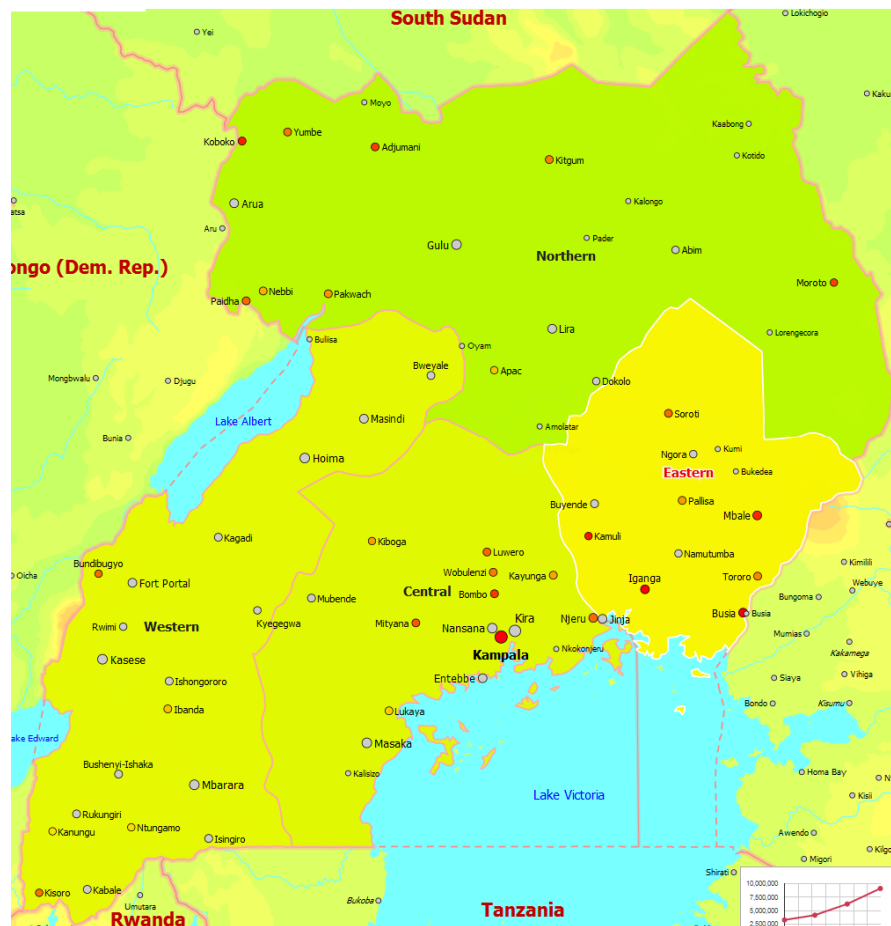 South Sudan
Lokichogio
Yei
Kaku
Moyo
Kaabong
Yumbe
Koboko
Adjumani
Kotido
Kitgum
atsa
Arua
Kalongo
Aru
Gulu
Pader
Abim
Northern
ongo (Dem. Rep.)
Moroto
Nebbi
Paidha
Pakwach
Lira
Lorengecora
Buliisa
Oyam
Bweyale
Apac
Mongbwalu
Djugu
Dokolo
Lake Albert
Masindi
Soroti
Amolatar
Bunia
Hoima
Ngora
Kumi
Eastern
Bukedea
Buyende
Pallisa
Mbale
Kagadi
Kiboga
Kamuli
Luwero
Namutumba
Bundibugyo
Oicha
Fort Portal
Wobulenzi
Kayunga
Iganga
Tororo
Kimilili
Webuye
Central
Bombo
Mubende
Bungoma
Kyegegwa
Mityana
Njeru
Jinja
Busia
Busia
Rwimi
Western
Nansana
Kira
Mumias
Kampala
Nkokonjeru
Kakamega
Kasese
Entebbe
Siaya
Vihiga
Ishongororo
Ibanda
Lukaya
Bondo
Kisumu
ake Edward
Masaka
Bushenyi-Ishaka
Kalisizo
Homa Bay
Mbarara
Lake Victoria
Kisii
Rukungiri
Kanungu
Ntungamo
Isingiro
Awendo
Kilgo
Migori
Shirati
Kisoro
Kabale
Umutara
Bukoba
Rwanda
Tanzania
10,000,000
7,500,000
5,000,000
2,500,000